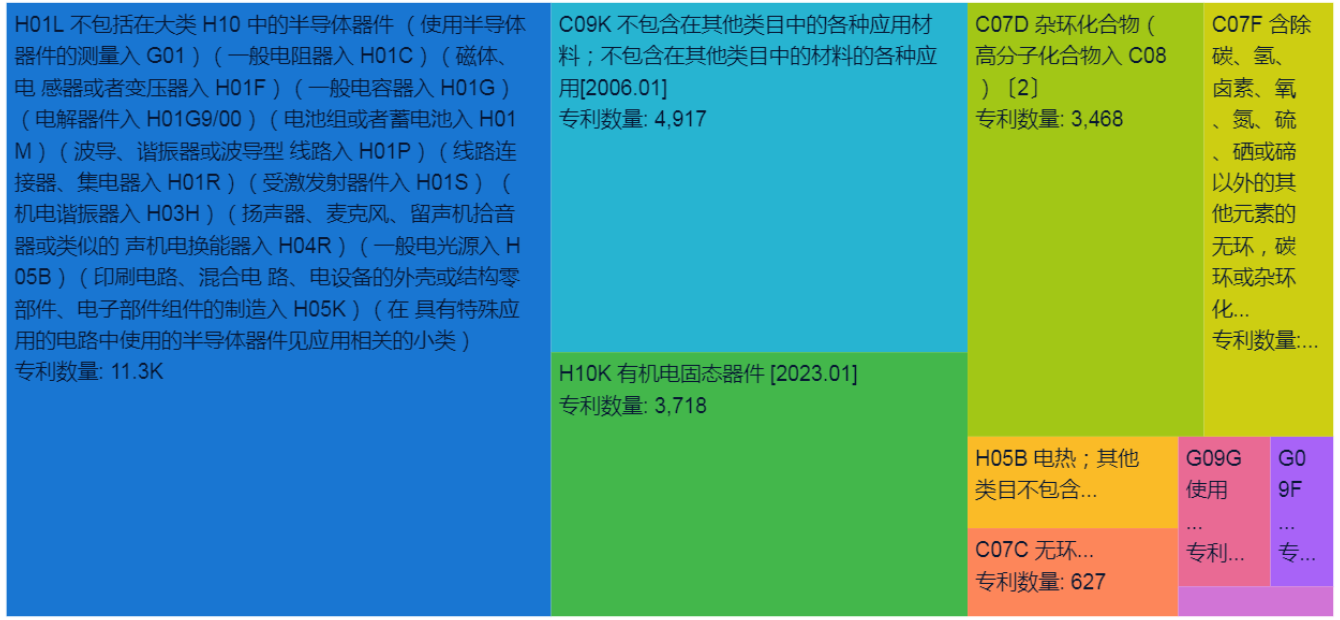 H01L 不包括在大类 H10 中的半导体器件 （使用半导体
器件的测量入 G01）（一般电阻器入 H01C）（磁体、
电 感器或者变压器入 H01F）（一般电容器入 H01G）
（电解器件入 H01G9/00）（电池组或者蓄电池入 H01
M）（波导、谐振器或波导型 线路入 H01P）（线路连
接器、集电器入 H01R）（受激发射器件入 H01S） （
机电谐振器入 H03H）（扬声器、麦克风、留声机拾音
器或类似的 声机电换能器入 H04R）（一般电光源入 H
05B）（印刷电路、混合电 路、电设备的外壳或结构零
部件、电子部件组件的制造入 H05K）（在 具有特殊应
用的电路中使用的半导体器件见应用相关的小类）
专利数量: 11.3K
C09K 不包含在其他类目中的各种应用材
料；不包含在其他类目中的材料的各种应
用[2006.01]
专利数量: 4,917
H10K 有机电固态器件 [2023.01]
专利数量: 3,718
C07D 杂环化合物（
高分子化合物入 C08
）〔2〕
专利数量: 3,468
C07F 含除
碳、氢、
卤素、氧
、氮、硫
、硒或碲
以外的其
他元素的
无环，碳
环或杂环
化...
专利数量:...
H05B 电热；其他
类目不包含...
C07C 无环...
专利数量: 627
G09G
使用
...
专利...
G0
9F
...
专...